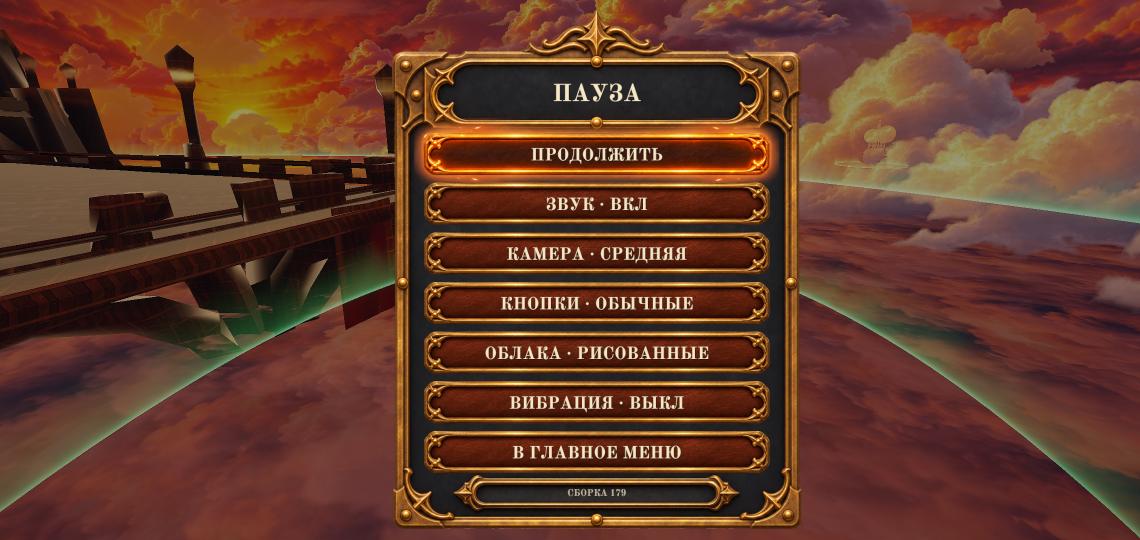 ПАУЗА
ПРОДОЛЖИТЬ
ЗВУК · ВКЛ
КАМЕРА · СРЕДНЯЯ
КНОПКИ · ОБЫЧНЫЕ
ОБЛАКА · РИСОВАННЫЕ
ВИБРАЦИЯ · ВЫКЛ
В ГЛАВНОЕ МЕНЮ
СБОРКА 179